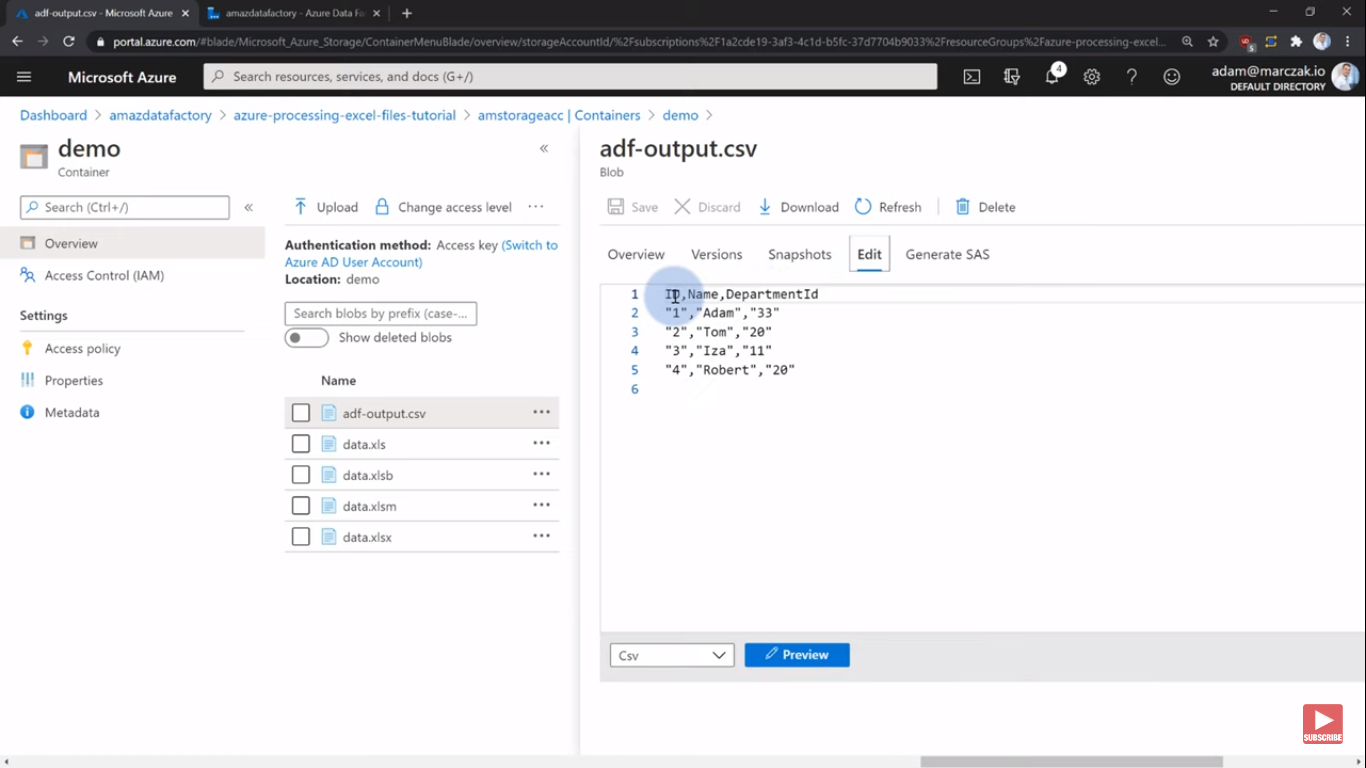 adf-output.csv - Microsoft Azure
amazdatafactory - Azure Data Fa
portal.azure.com/#blade/Microsoft_Azure_Storage/ContainerMenuBlade/overview/storageAccountId/%2Fsubscriptions%2F1a2cde19-3af3-4c1d-b5fc-37d7704b9033%2FresourceGroups%2Fazure-processing-excel...
5
Microsoft Azure
Search resources, services, and docs (G+/)
4
adam@marczak.io
DEFAULT DIRECTORY
Dashboard > amazdatafactory > azure-processing-excel-files-tutorial > amstorageacc | Containers > demo >
demo
Container
Search (Ctrl+/)
Overview
Access Control (IAM)
Settings
Access policy
Properties
Metadata
Upload
Change access level
Authentication method: Access key (Switch to
Azure AD User Account)
Location: demo
Search blobs by prefix (case-...
Show deleted blobs
Name
adf-output.csv
data.xls
data.xlsb
data.xlsm
data.xlsx
adf-output.csv
Blob
Save
Discard
Download
Refresh
Delete
Overview
Versions
Snapshots
Edit
Generate SAS
1 ID,Name,DepartmentId
2 "1","Adam","33"
3 "2","Tom","20"
4 "3","Iza","11"
5 "4","Robert","20"
6
Csv
Preview
SUBSCRIBE